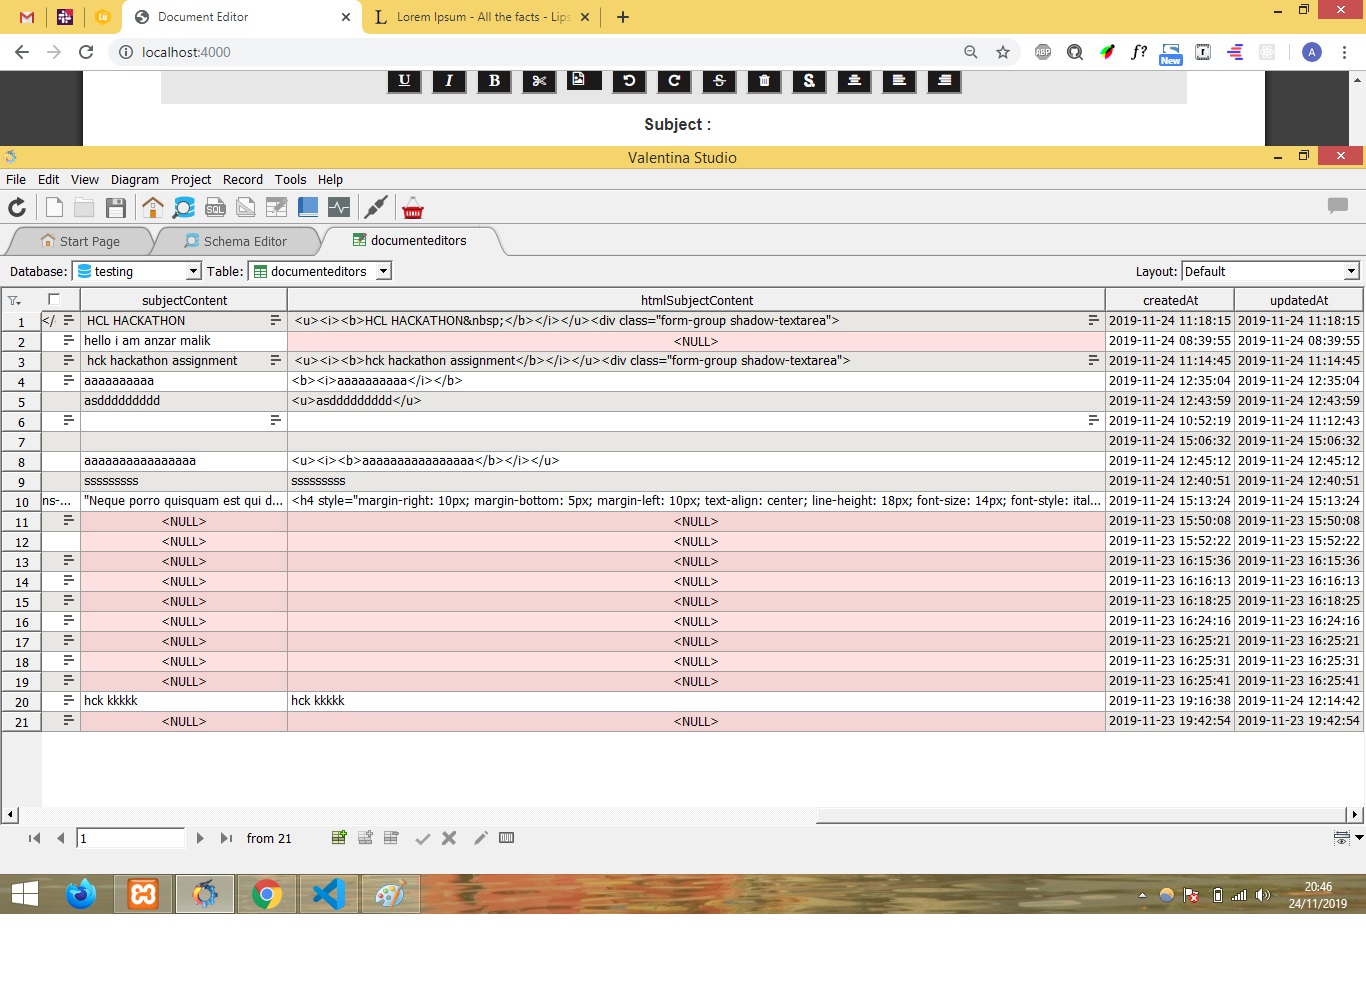 Document Editor
Lorem Ipsum - All the facts - Lips
localhost:4000
ABP
f?
New
A
U I B S S
Subject :
Valentina Studio
File Edit View Diagram Project Record Tools Help
SQL
Start Page Schema Editor documenteditors
Database: testing Table: documenteditors Layout: Default
subjectContent htmlSubjectContent createdAt updatedAt
1 </ HCL HACKATHON <u><i><b>HCL HACKATHON&nbsp;</b></i></u><div class="form-group shadow-textarea"> 2019-11-24 11:18:15 2019-11-24 11:18:15
2 hello i am anzar malik <NULL> 2019-11-24 08:39:55 2019-11-24 08:39:55
3 hck hackathon assignment <u><i><b>hck hackathon assignment</b></i></u><div class="form-group shadow-textarea"> 2019-11-24 11:14:45 2019-11-24 11:14:45
4 aaaaaaaaaa <b><i>aaaaaaaaaa</i></b> 2019-11-24 12:35:04 2019-11-24 12:35:04
5 asddddddddd <u>asddddddddd</u> 2019-11-24 12:43:59 2019-11-24 12:43:59
6 2019-11-24 10:52:19 2019-11-24 11:12:43
7 2019-11-24 15:06:32 2019-11-24 15:06:32
8 aaaaaaaaaaaaaaaa <u><i><b>aaaaaaaaaaaaaaaa</b></i></u> 2019-11-24 12:45:12 2019-11-24 12:45:12
9 sssssssss sssssssss 2019-11-24 12:40:51 2019-11-24 12:40:51
10 ns-... "Neque porro quisquam est qui d... <h4 style="margin-right: 10px; margin-bottom: 5px; margin-left: 10px; text-align: center; line-height: 18px; font-size: 14px; font-style: ital... 2019-11-24 15:13:24 2019-11-24 15:13:24
11 <NULL> <NULL> 2019-11-23 15:50:08 2019-11-23 15:50:08
12 <NULL> <NULL> 2019-11-23 15:52:22 2019-11-23 15:52:22
13 <NULL> <NULL> 2019-11-23 16:15:36 2019-11-23 16:15:36
14 <NULL> <NULL> 2019-11-23 16:16:13 2019-11-23 16:16:13
15 <NULL> <NULL> 2019-11-23 16:18:25 2019-11-23 16:18:25
16 <NULL> <NULL> 2019-11-23 16:24:16 2019-11-23 16:24:16
17 <NULL> <NULL> 2019-11-23 16:25:21 2019-11-23 16:25:21
18 <NULL> <NULL> 2019-11-23 16:25:31 2019-11-23 16:25:31
19 <NULL> <NULL> 2019-11-23 16:25:41 2019-11-23 16:25:41
20 hck kkkkk hck kkkkk 2019-11-23 19:16:38 2019-11-24 12:14:42
21 <NULL> <NULL> 2019-11-23 19:42:54 2019-11-23 19:42:54
1 from 21
20:46
24/11/2019